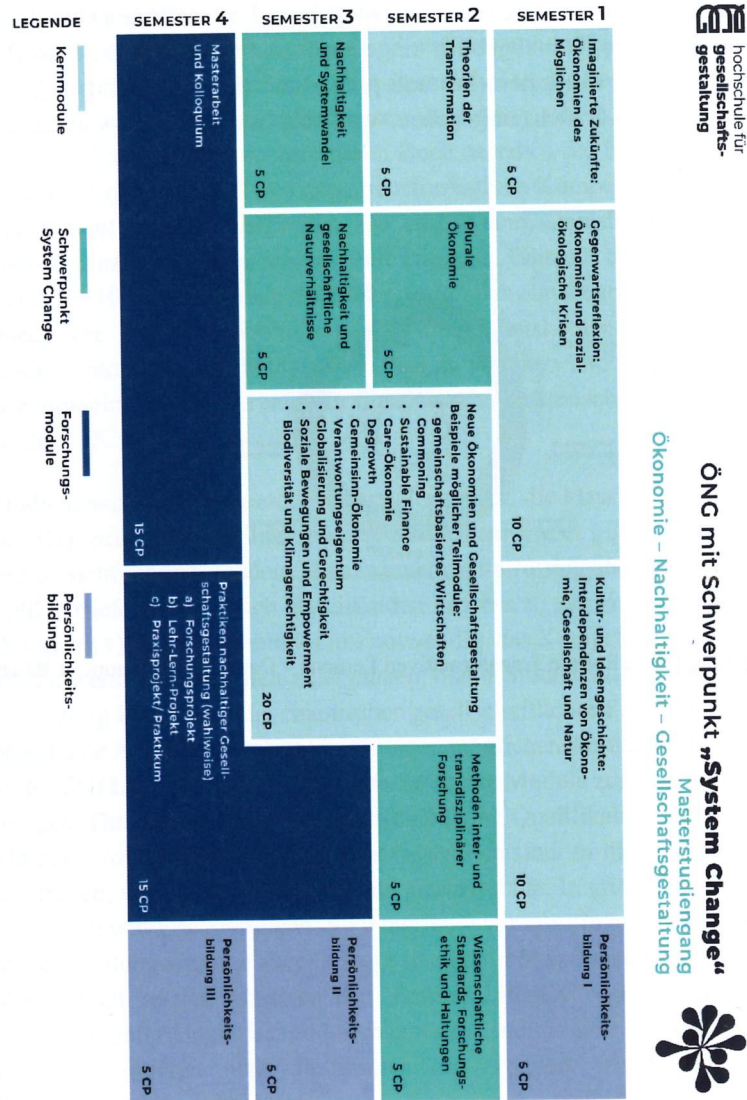 hochschule für
gesellschafts-
gestaltung
ÖNG mit Schwerpunkt „System Change“
Masterstudiengang
Ökonomie – Nachhaltigkeit – Gesellschaftsgestaltung
SEMESTER 1
Imaginierte Zukünfte:
Ökonomien des
Möglichen
5 CP
Gegenwartsreflexion:
Ökonomien und sozial-
ökologische Krisen
10 CP
Kultur- und Ideengeschichte:
Interdependenzen von Ökono-
mie, Gesellschaft und Natur
10 CP
Persönlichkeits-
bildung I
5 CP
SEMESTER 2
Theorien der
Transformation
5 CP
Plurale
Ökonomie
5 CP
Neue Ökonomien und Gesellschaftsgestaltung
Beispiele möglicher Teilmodule:
• gemeinschaftsbasiertes Wirtschaften
• Commoning
• Sustainable Finance
• Care-Ökonomie
• Degrowth
• Gemeinsinn-Ökonomie
• Verantwortungseigentum
• Globalisierung und Gerechtigkeit
• Soziale Bewegungen und Empowerment
• Biodiversität und Klimagerechtigkeit
20 CP
Methoden inter- und
transdisziplinärer
Forschung
5 CP
Wissenschaftliche
Standards, Forschungs-
ethik und Haltungen
5 CP
SEMESTER 3
Nachhaltigkeit
und Systemwandel
5 CP
Nachhaltigkeit und
gesellschaftliche
Naturverhältnisse
5 CP
Persönlichkeits-
bildung II
5 CP
SEMESTER 4
Masterarbeit
und Kolloquium
15 CP
Praktiken nachhaltiger Gesell-
schaftsgestaltung (wahlweise)
a) Forschungsprojekt
b) Lehr-Lern-Projekt
c) Praxisprojekt/ Praktikum
15 CP
Persönlichkeits-
bildung III
5 CP
LEGENDE
Kernmodule
Schwerpunkt
System Change
Forschungs-
module
Persönlichkeits-
bildung